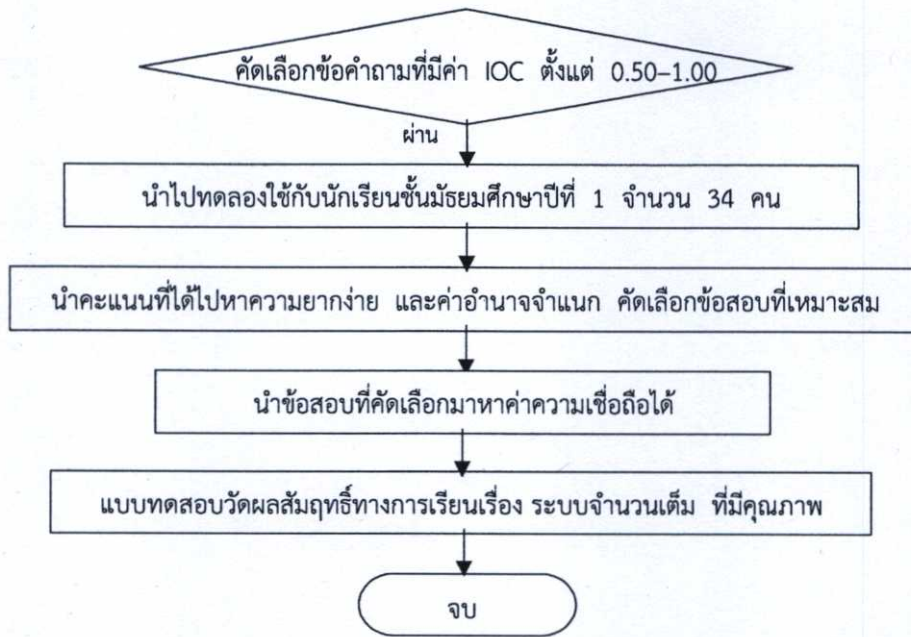 คัดเลือกข้อคำถามที่มีค่า IOC ตั้งแต่ 0.50–1.00
ผ่าน
นำไปทดลองใช้กับนักเรียนชั้นมัธยมศึกษาปีที่ 1 จำนวน 34 คน
นำคะแนนที่ได้ไปหาความยากง่าย และค่าอำนาจจำแนก คัดเลือกข้อสอบที่เหมาะสม
นำข้อสอบที่คัดเลือกมาหาค่าความเชื่อถือได้
แบบทดสอบวัดผลสัมฤทธิ์ทางการเรียนเรื่อง ระบบจำนวนเต็ม ที่มีคุณภาพ
จบ